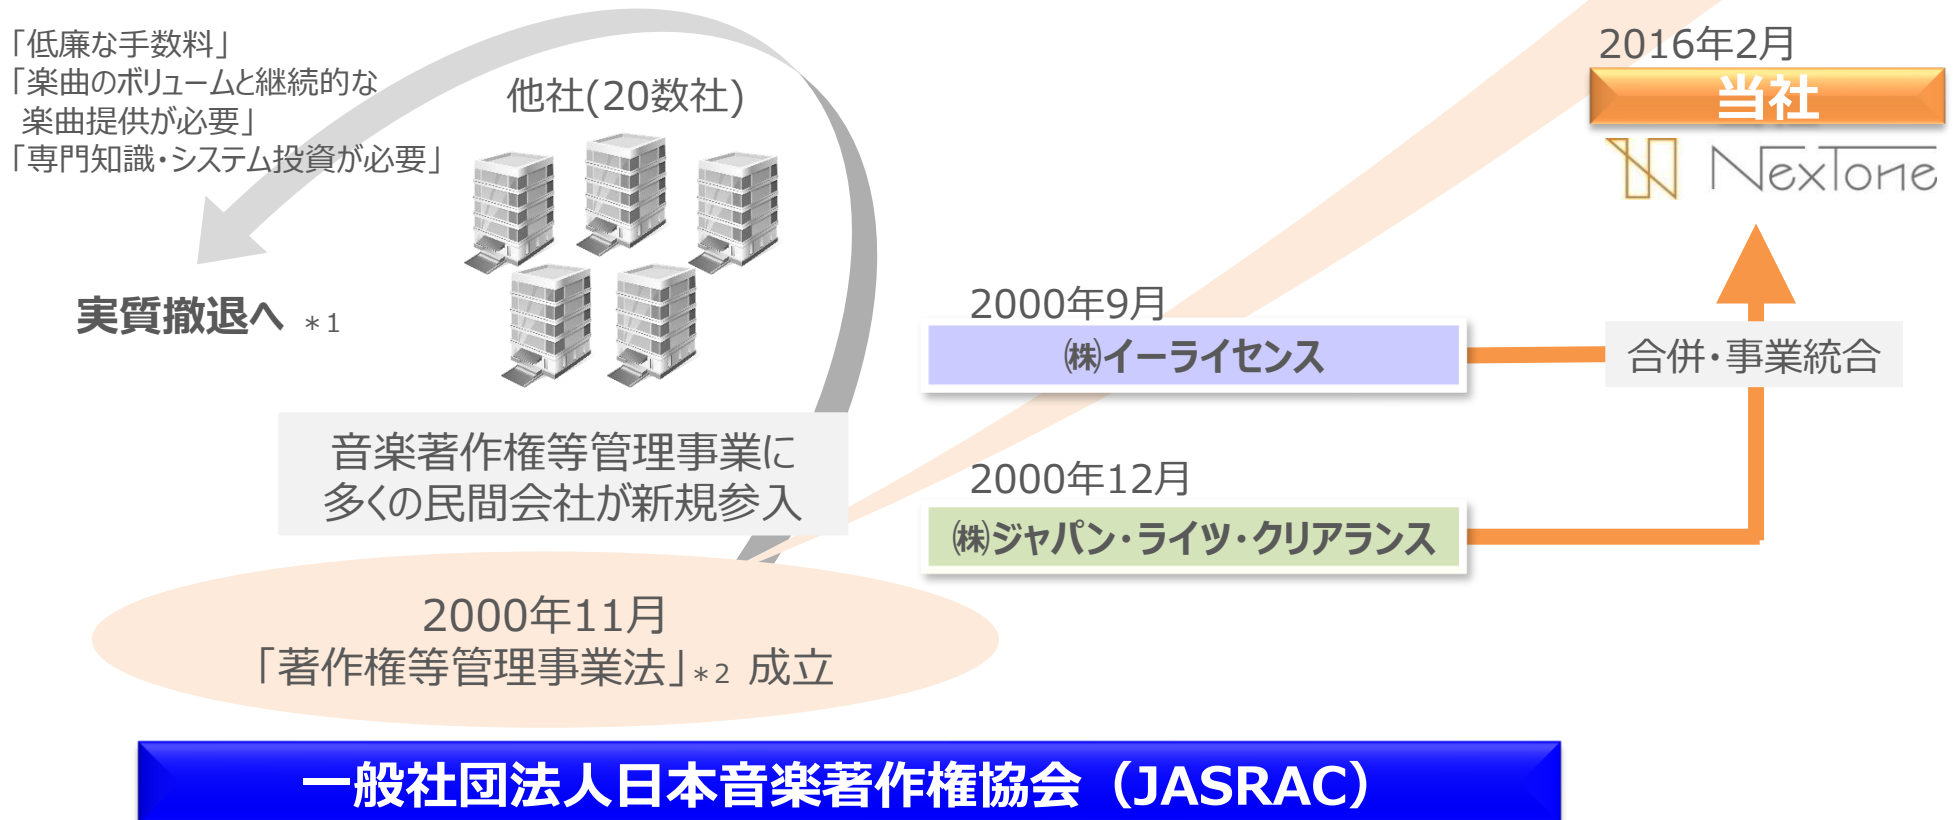 「低廉な手数料」
「楽曲のボリュームと継続的な
楽曲提供が必要」
「専門知識・システム投資が必要」
他社(20数社)
実質撤退へ ＊1
音楽著作権等管理事業に
多くの民間会社が新規参入
2000年11月
「著作権等管理事業法」＊2 成立
2000年9月
㈱イーライセンス
2000年12月
㈱ジャパン・ライツ・クリアランス
合併・事業統合
2016年2月
当社
NexTone
一般社団法人日本音楽著作権協会（JASRAC）